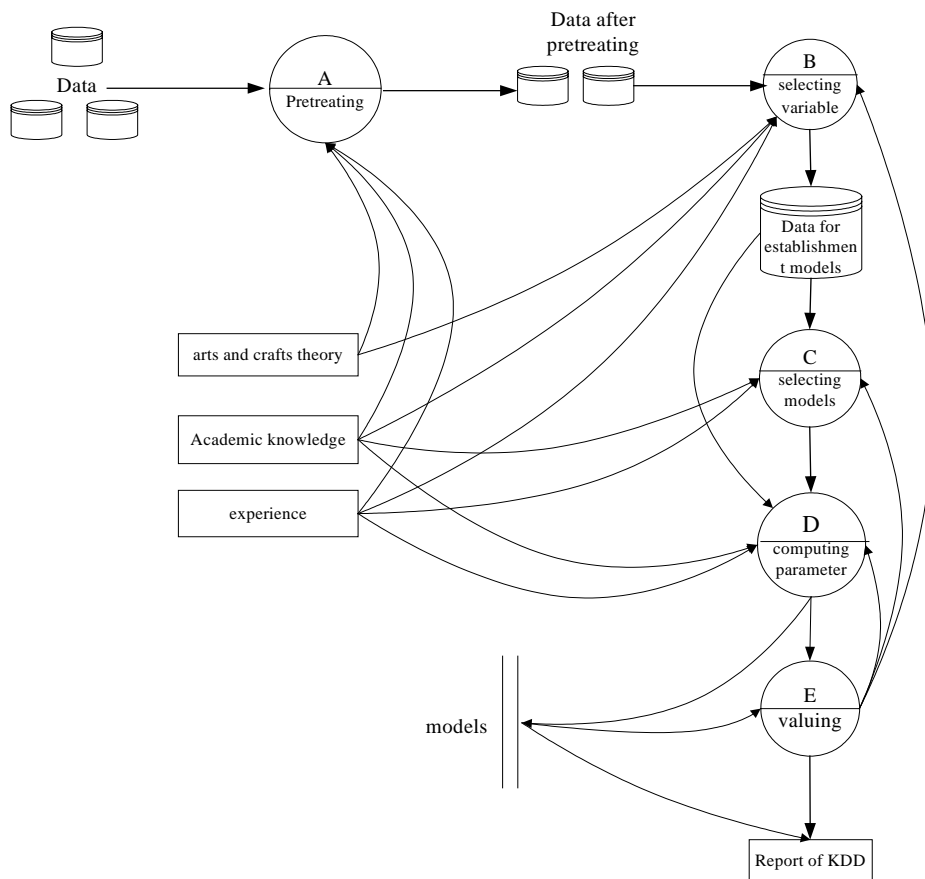 Data after
pretreating
Data
A
Pretreating
B
selecting
variable
Data for
establishmen
t models
arts and crafts theory
C
selecting
models
Academic knowledge
experience
D
computing
parameter
E
valuing
models
Report of KDD